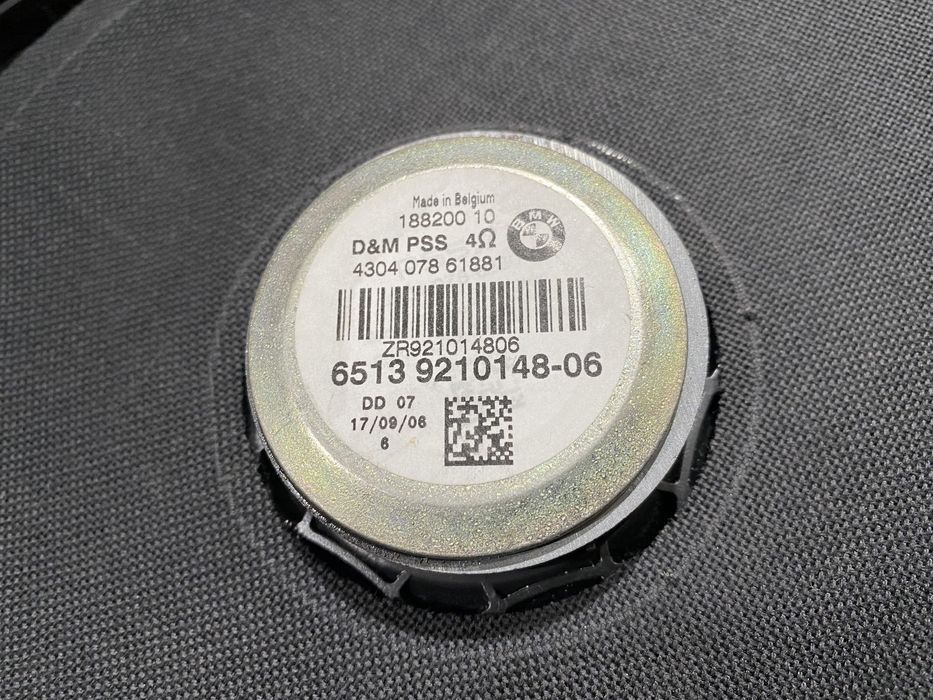 Made in Belgium
188200 10
BMW
D&M PSS 4Ω
4304 078 61881
ZR921014806
6513 9210148-06
DD 07
17/09/06
6